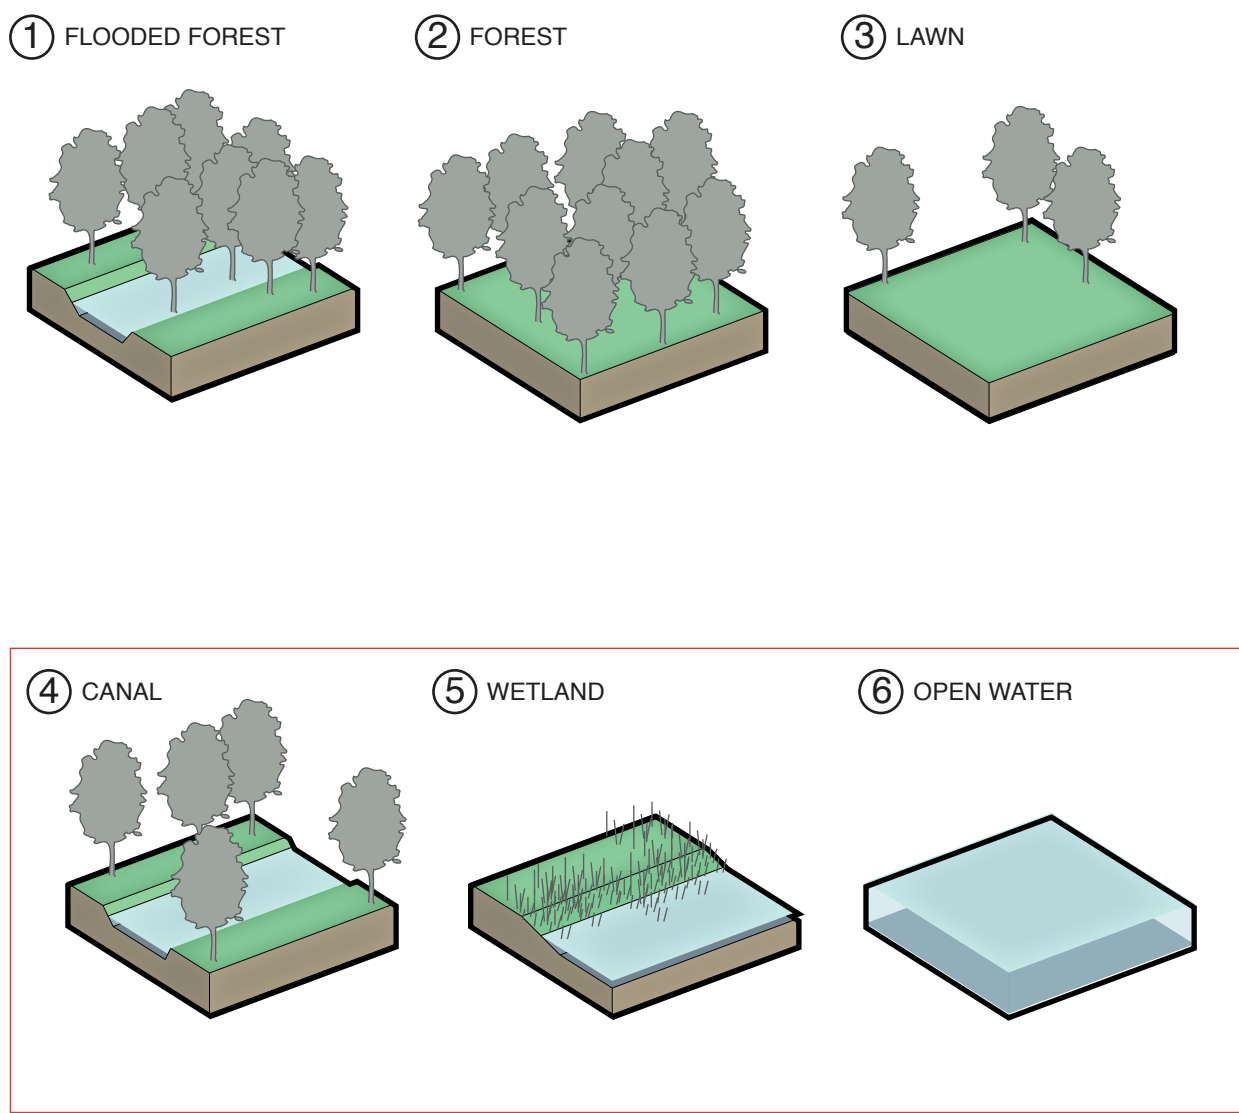 1 FLOODED FOREST
2 FOREST
3 LAWN
4 CANAL
5 WETLAND
6 OPEN WATER